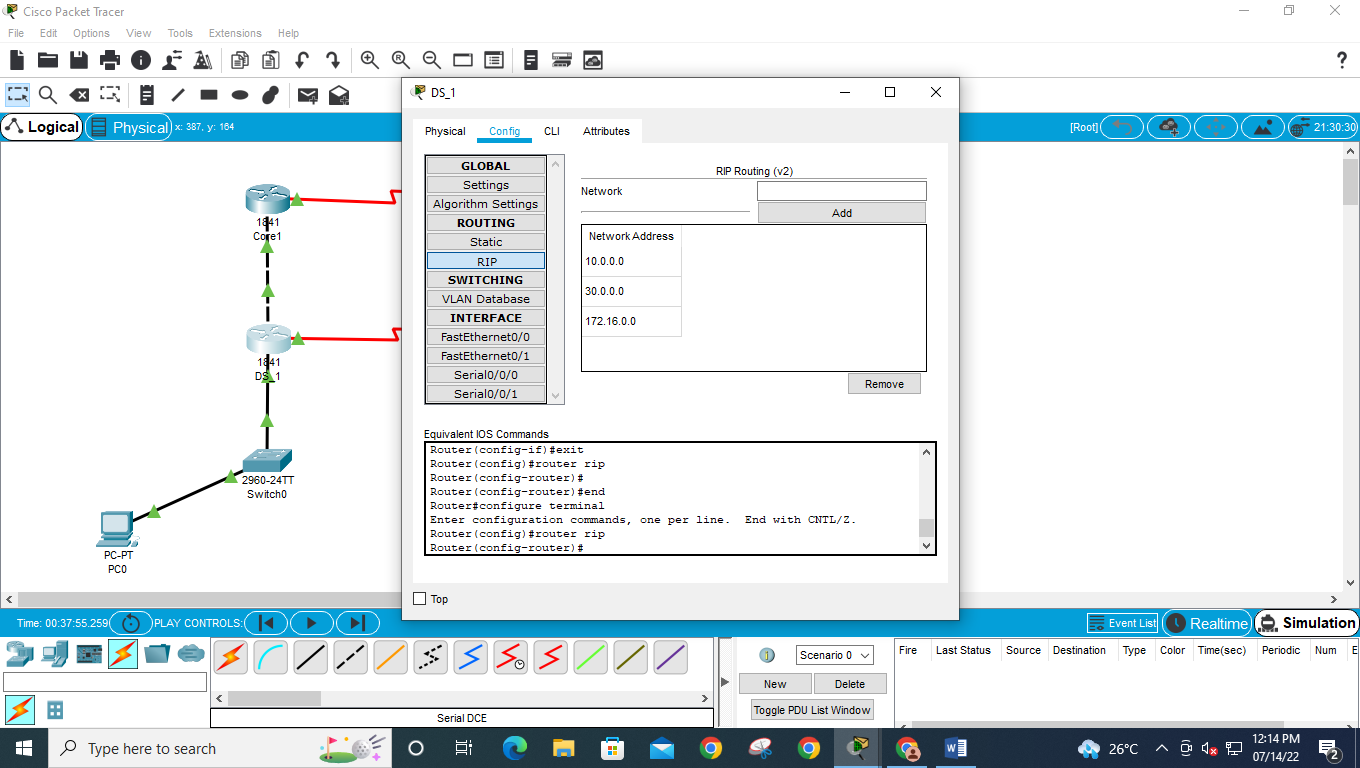 Cisco Packet Tracer
File Edit Options View Tools Extensions Help
Logical Physical x: 387, y: 164
[Root] 21:30:30
1841
Core1
1841
DS_1
2960-24TT
Switch0
PC-PT
PC0
DS_1
Physical Config CLI Attributes
GLOBAL
Settings
Algorithm Settings
ROUTING
Static
RIP
SWITCHING
VLAN Database
INTERFACE
FastEthernet0/0
FastEthernet0/1
Serial0/0/0
Serial0/0/1
RIP Routing (v2)
Network
Add
Network Address
10.0.0.0
30.0.0.0
172.16.0.0
Remove
Equivalent IOS Commands
Router(config-if)#exit
Router(config)#router rip
Router(config-router)#
Router(config-router)#end
Router#configure terminal
Enter configuration commands, one per line. End with CNTL/Z.
Router(config)#router rip
Router(config-router)#
Top
Time: 00:37:55.259 PLAY CONTROLS:
Event List Realtime Simulation
Serial DCE
Scenario 0
New Delete
Toggle PDU List Window
Fire Last Status Source Destination Type Color Time(sec) Periodic Num E
Type here to search
26°C
12:14 PM
07/14/22
2